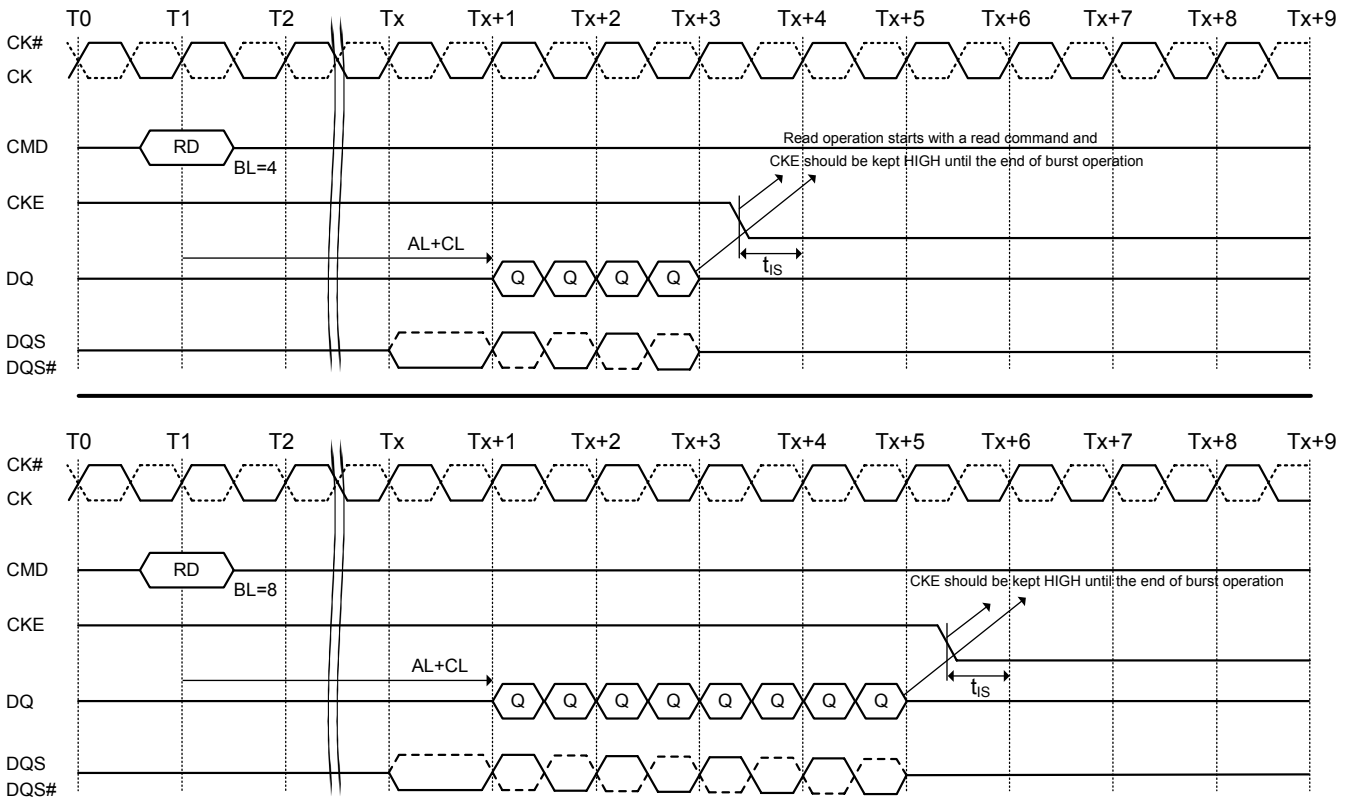 T0 T1 T2 Tx Tx+1 Tx+2 Tx+3 Tx+4 Tx+5 Tx+6 Tx+7 Tx+8 Tx+9
CK#
CK
Read operation starts with a read command and
CMD RD
CKE should be kept HIGH until the end of burst operation
BL=4
CKE
AL+CL
tIS
DQ Q Q Q Q
DQS
DQS#
T0 T1 T2 Tx Tx+1 Tx+2 Tx+3 Tx+4 Tx+5 Tx+6 Tx+7 Tx+8 Tx+9
CK#
CK
CMD RD
CKE should be kept HIGH until the end of burst operation
BL=8
CKE
AL+CL
tIS
DQ Q Q Q Q Q Q Q Q
DQS
DQS#